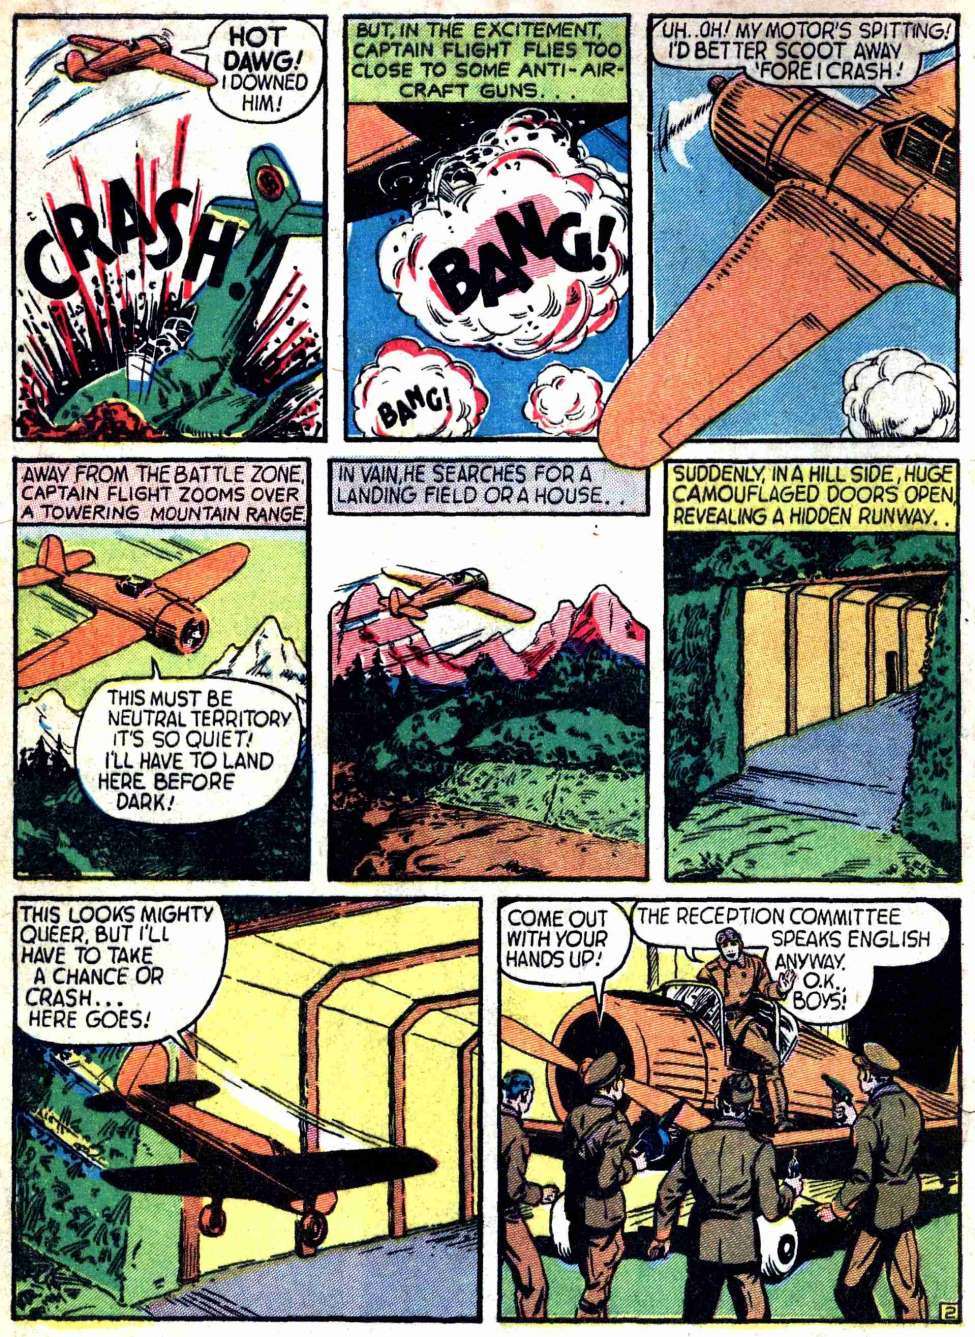 HOT
DAWG!
I DOWNED
HIM!
CRASH!
BUT, IN THE EXCITEMENT,
CAPTAIN FLIGHT FLIES TOO
CLOSE TO SOME ANTI-AIR-
CRAFT GUNS...
BANG!
BANG!
UH..OH! MY MOTOR'S SPITTING!
I'D BETTER SCOOT AWAY
'FORE I CRASH!
AWAY FROM THE BATTLE ZONE,
CAPTAIN FLIGHT ZOOMS OVER
A TOWERING MOUNTAIN RANGE
THIS MUST BE
NEUTRAL TERRITORY
IT'S SO QUIET!
I'LL HAVE TO LAND
HERE BEFORE
DARK!
IN VAIN, HE SEARCHES FOR A
LANDING FIELD OR A HOUSE..
SUDDENLY, IN A HILL SIDE, HUGE
CAMOUFLAGED DOORS OPEN,
REVEALING A HIDDEN RUNWAY..
THIS LOOKS MIGHTY
QUEER, BUT I'LL
HAVE TO TAKE
A CHANCE OR
CRASH...
HERE GOES!
COME OUT
WITH YOUR
HANDS UP!
THE RECEPTION COMMITTEE
SPEAKS ENGLISH
ANYWAY.
O.K.
BOYS!
2